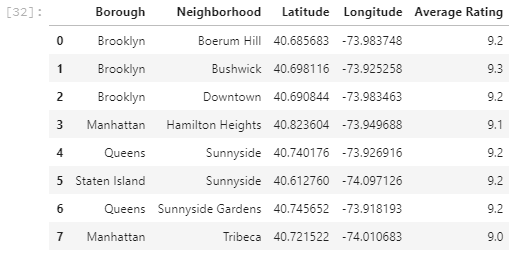 [32]:
Borough Neighborhood Latitude Longitude Average Rating
0 Brooklyn Boerum Hill 40.685683 -73.983748 9.2
1 Brooklyn Bushwick 40.698116 -73.925258 9.3
2 Brooklyn Downtown 40.690844 -73.983463 9.2
3 Manhattan Hamilton Heights 40.823604 -73.949688 9.1
4 Queens Sunnyside 40.740176 -73.926916 9.2
5 Staten Island Sunnyside 40.612760 -74.097126 9.2
6 Queens Sunnyside Gardens 40.745652 -73.918193 9.2
7 Manhattan Tribeca 40.721522 -74.010683 9.0